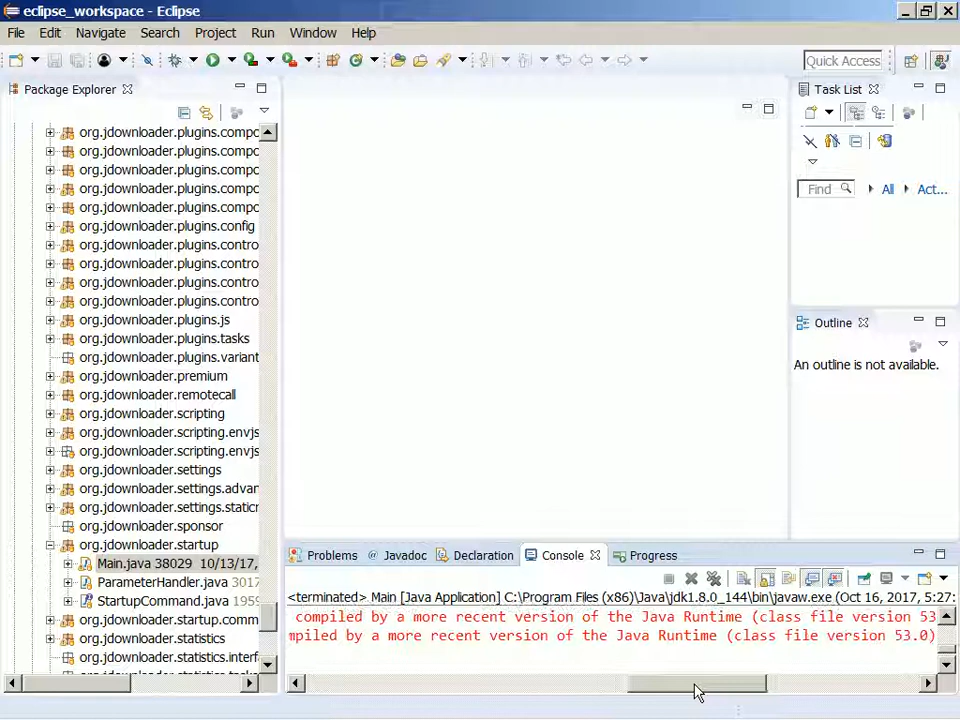 eclipse_workspace - Eclipse
File Edit Navigate Search Project Run Window Help
Quick Access
Package Explorer
org.jdownloader.plugins.compo
org.jdownloader.plugins.compo
org.jdownloader.plugins.compo
org.jdownloader.plugins.compo
org.jdownloader.plugins.compo
org.jdownloader.plugins.config
org.jdownloader.plugins.contro
org.jdownloader.plugins.contro
org.jdownloader.plugins.contro
org.jdownloader.plugins.contro
org.jdownloader.plugins.js
org.jdownloader.plugins.tasks
org.jdownloader.plugins.variant
org.jdownloader.premium
org.jdownloader.remotecall
org.jdownloader.scripting
org.jdownloader.scripting.envjs
org.jdownloader.scripting.envjs
org.jdownloader.settings
org.jdownloader.settings.advan
org.jdownloader.settings.staticr
org.jdownloader.sponsor
org.jdownloader.startup
Main.java 38029 10/13/17,
ParameterHandler.java 3017
StartupCommand.java 1959
org.jdownloader.startup.comm
org.jdownloader.statistics
org.jdownloader.statistics.interf
Task List
Find All Act...
Outline
An outline is not available.
Problems Javadoc Declaration Console Progress
<terminated> Main [Java Application] C:\Program Files (x86)\Java\jdk1.8.0_144\bin\javaw.exe (Oct 16, 2017, 5:27:
compiled by a more recent version of the Java Runtime (class file version 53
mpiled by a more recent version of the Java Runtime (class file version 53.0)